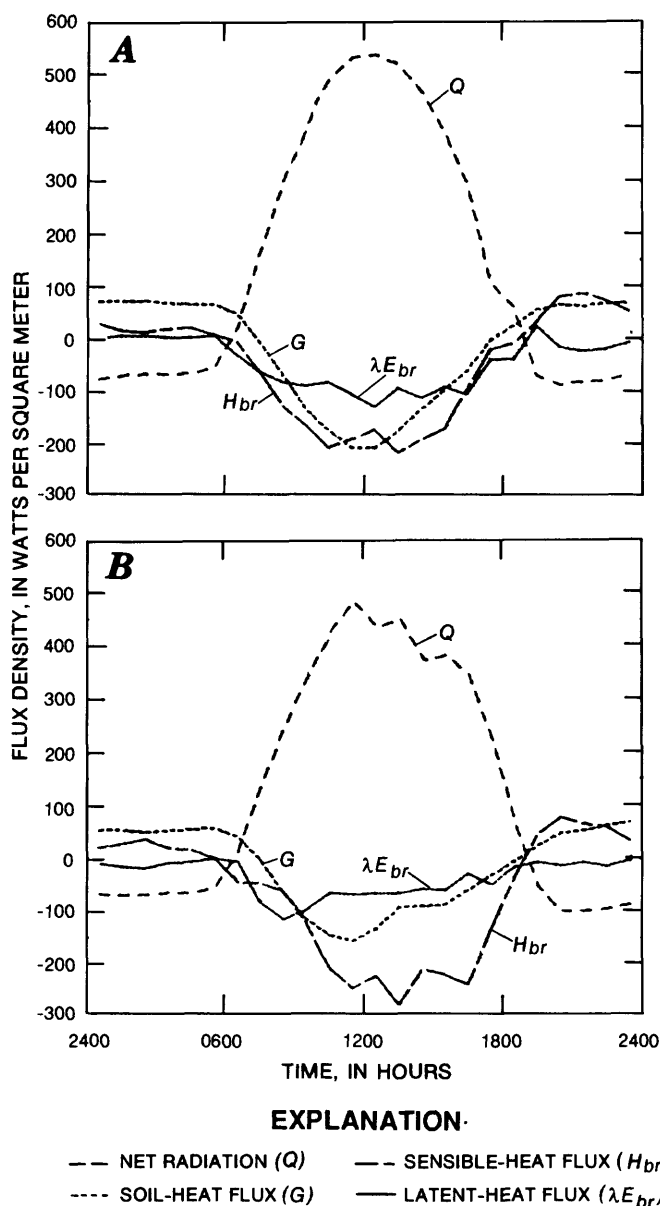 600
A
500
Q
400
300
200
100
0
G
λEbr
-100
Hbr
-200
-300
FLUX DENSITY, IN WATTS PER SQUARE METER
600
B
500
Q
400
300
200
100
0
G
λEbr
-100
Hbr
-200
-300
2400 0600 1200 1800 2400
TIME, IN HOURS
EXPLANATION
NET RADIATION (Q) SENSIBLE-HEAT FLUX (Hbr
SOIL-HEAT FLUX (G) LATENT-HEAT FLUX (λEbr)